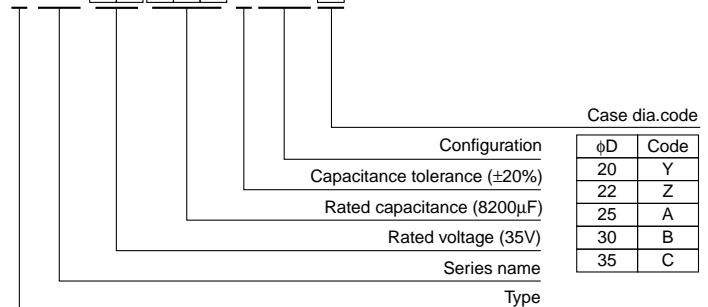 Case dia.code
Configuration
Capacitance tolerance (±20%)
Rated capacitance (8200μF)
Rated voltage (35V)
Series name
Type
ϕD Code
20 Y
22 Z
25 A
30 B
35 C